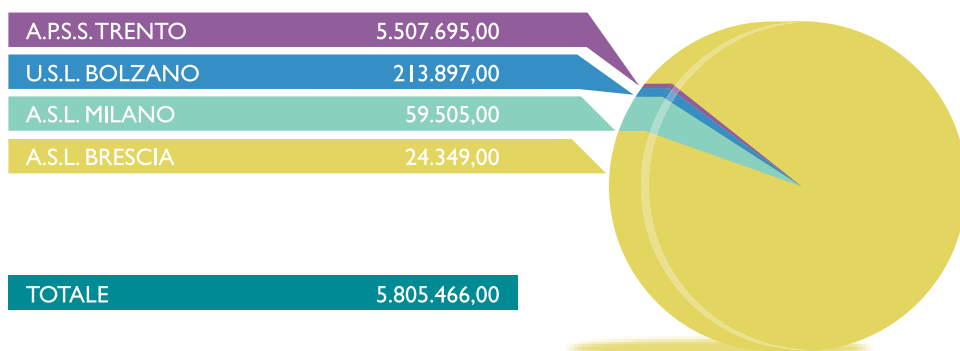 A.P.S.S. TRENTO 5.507.695,00
U.S.L. BOLZANO 213.897,00
A.S.L. MILANO 59.505,00
A.S.L. BRESCIA 24.349,00
TOTALE 5.805.466,00